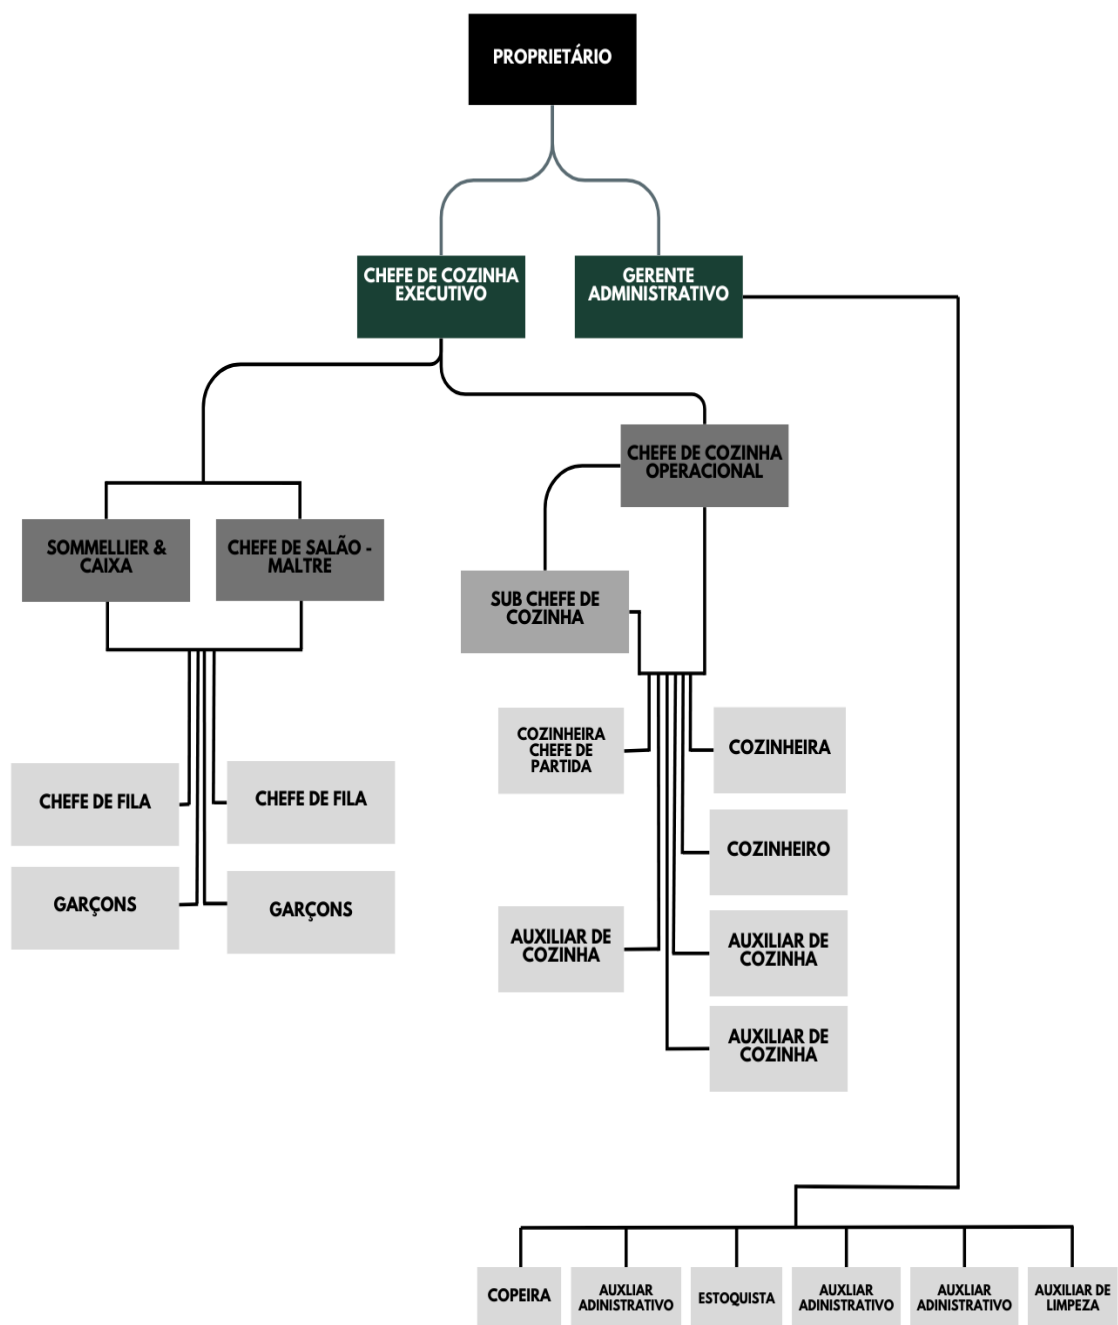 PROPRIETÁRIO
CHEFE DE COZINHA
EXECUTIVO
GERENTE
ADMINISTRATIVO
CHEFE DE COZINHA
OPERACIONAL
SOMMELLIER &
CAIXA
CHEFE DE SALÃO -
MALTRE
SUB CHEFE DE
COZINHA
COZINHEIRA
CHEFE DE
PARTIDA
COZINHEIRA
CHEFE DE FILA
CHEFE DE FILA
COZINHEIRO
GARÇONS
GARÇONS
AUXILIAR DE
COZINHA
AUXILIAR DE
COZINHA
AUXILIAR DE
COZINHA
COPEIRA
AUXLIAR
ADINISTRATIVO
ESTOQUISTA
AUXLIAR
ADINISTRATIVO
AUXLIAR
ADINISTRATIVO
AUXILIAR DE
LIMPEZA